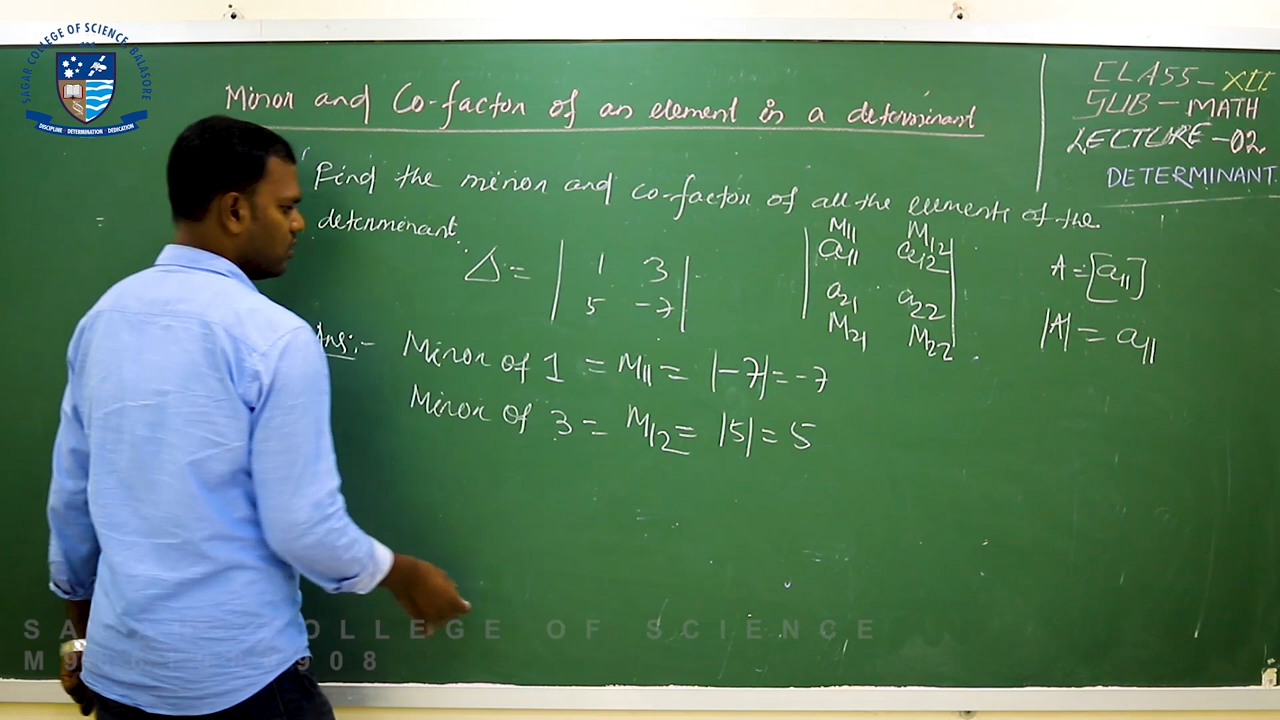 SAGAR COLLEGE OF SCIENCE, BALASORE
DISCIPLINE · DETERMINATION · DEDICATION
Minor and Co-factor of an element in a determinant
CLASS - XII
SUB - MATH
LECTURE - 02
DETERMINANT
Find the minor and co-factor of all the elements of the
determinant.
Δ = | 1 3 |
| 5 -7 |
M11 M12
a11 a12
a21 a22
M21 M22
A = [a11]
|A| = a11
Ans:- Minor of 1 = M11 = |-7| = -7
Minor of 3 = M12 = |5| = 5
COLLEGE OF SCIENCE
908